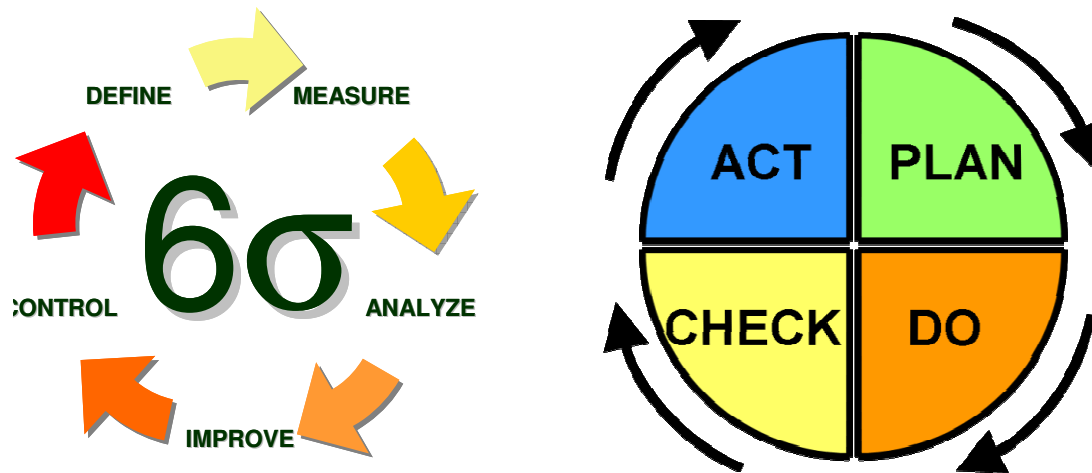 DEFINE
MEASURE
6σ
CONTROL
ANALYZE
IMPROVE
ACT
PLAN
CHECK
DO